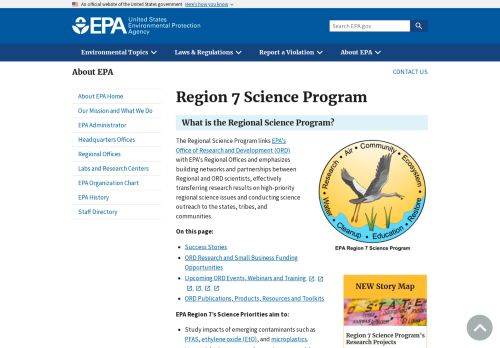 An official website of the United States government Here's how you know
EPA United States
Environmental Protection
Agency
Search EPA.gov
Environmental Topics
Laws & Regulations
Report a Violation
About EPA
About EPA
CONTACT US
About EPA Home
Our Mission and What We Do
EPA Administrator
Headquarters Offices
Regional Offices
Labs and Research Centers
EPA Organization Chart
EPA History
Staff Directory
Region 7 Science Program
What is the Regional Science Program?
The Regional Science Program links EPA's
Office of Research and Development (ORD)
with EPA's Regional Offices and emphasizes
building networks and partnerships between
Regional and ORD scientists, effectively
transferring research results on high-priority
regional science issues and conducting science
outreach to the states, tribes, and
communities.
On this page:
Success Stories
ORD Research and Small Business Funding
Opportunities
Upcoming ORD Events, Webinars and Training
ORD Publications, Products, Resources and Toolkits
EPA Region 7's Science Priorities aim to:
Study impacts of emerging contaminants such as
PFAS, ethylene oxide (EtO), and microplastics.
Research • Air • Community • Ecosystem
Water • Cleanup • Education • Restore
EPA Region 7 Science Program
NEW Story Map
Region 7 Science Program's
Research Projects